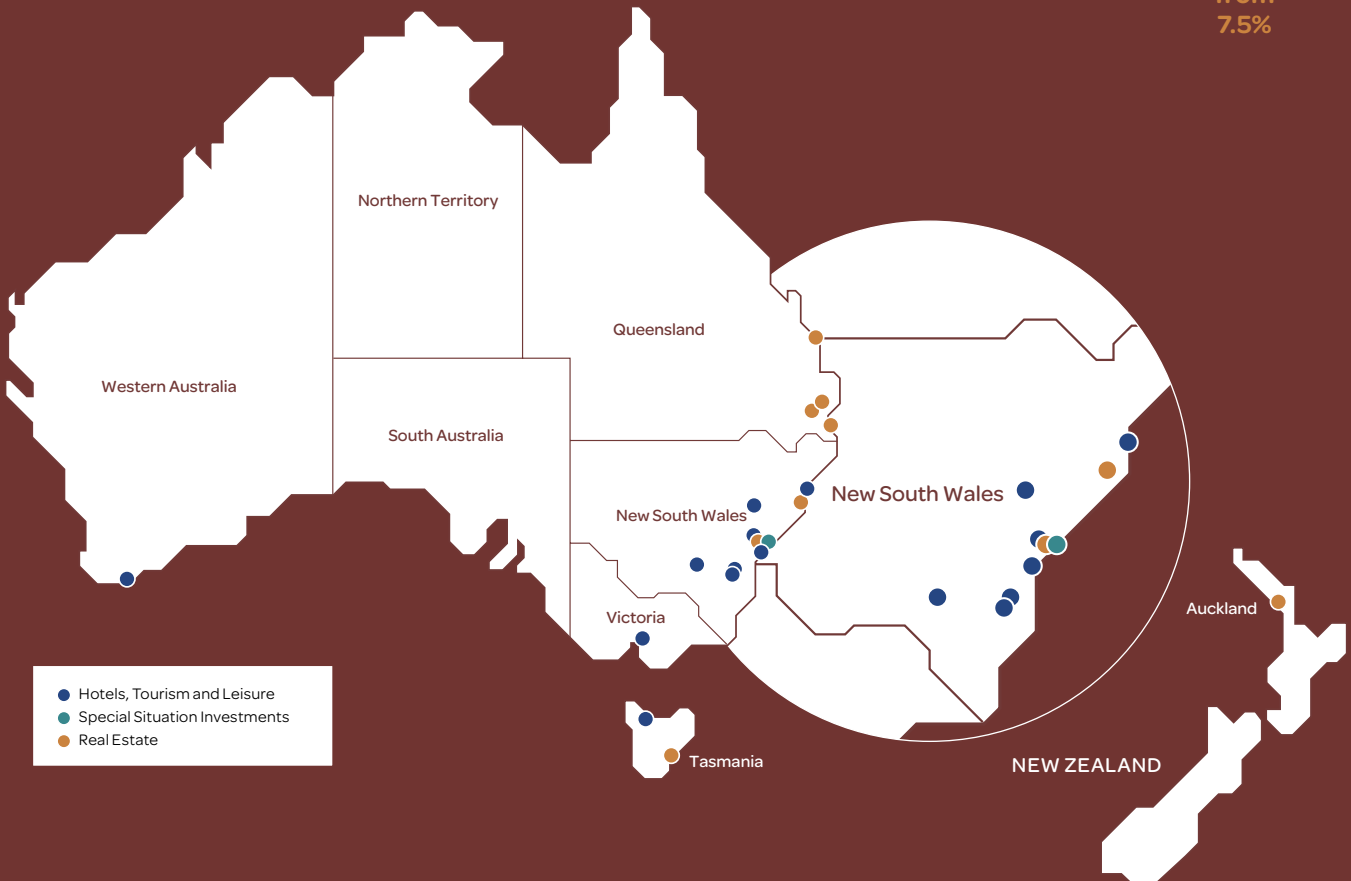 7.5%
Northern Territory
Queensland
Western Australia
South Australia
New South Wales
New South Wales
Victoria
Auckland
Hotels, Tourism and Leisure
Special Situation Investments
Real Estate
Tasmania
NEW ZEALAND